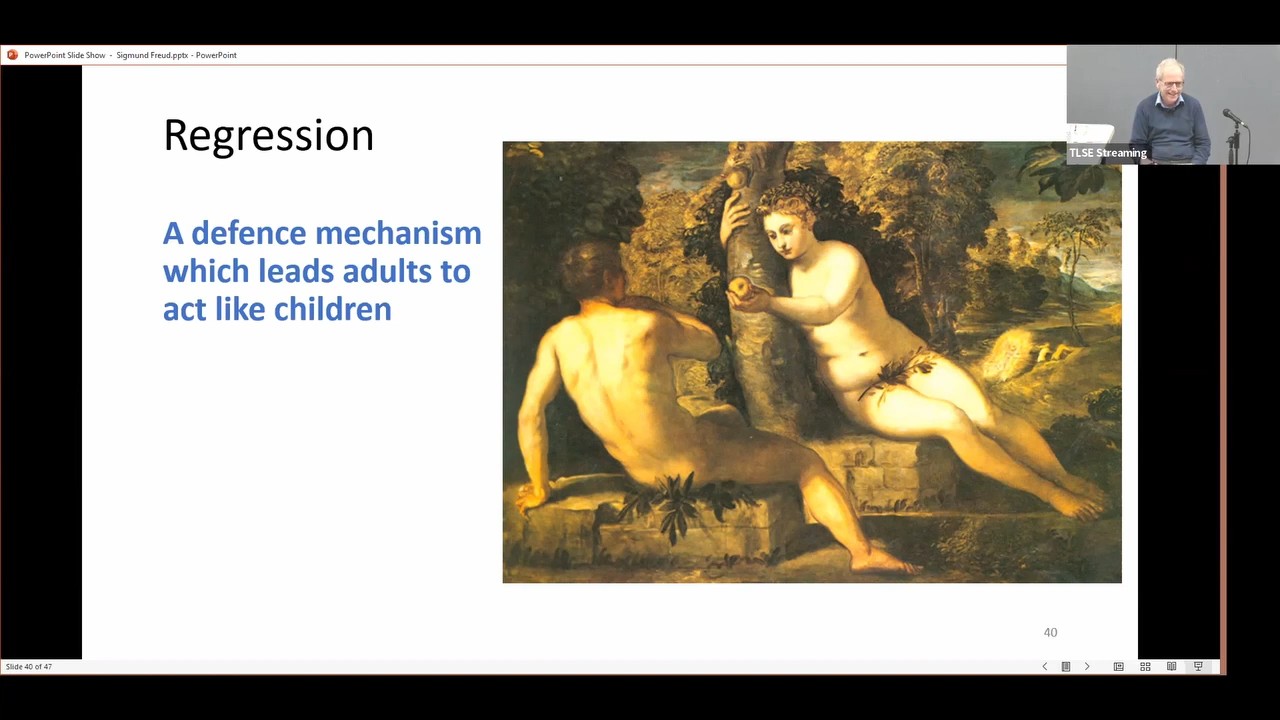 PowerPoint Slide Show - Sigmund Freud.pptx - PowerPoint
TLSE Streaming
Regression
A defence mechanism
which leads adults to
act like children
40
Slide 40 of 47